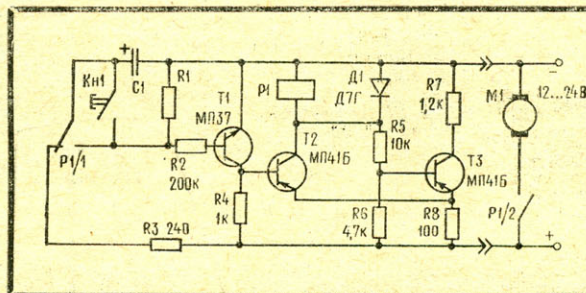 Кн1
+
C1
R1
T1
МП37
P1
Д1
Д7Г
R7
1,2к
M1
–
12...24В
P1/1
R2
200к
T2
МП41Б
R5
10к
T3
МП41Б
R4
1к
R3 240
R6
4,7к
R8
100
P1/2
+